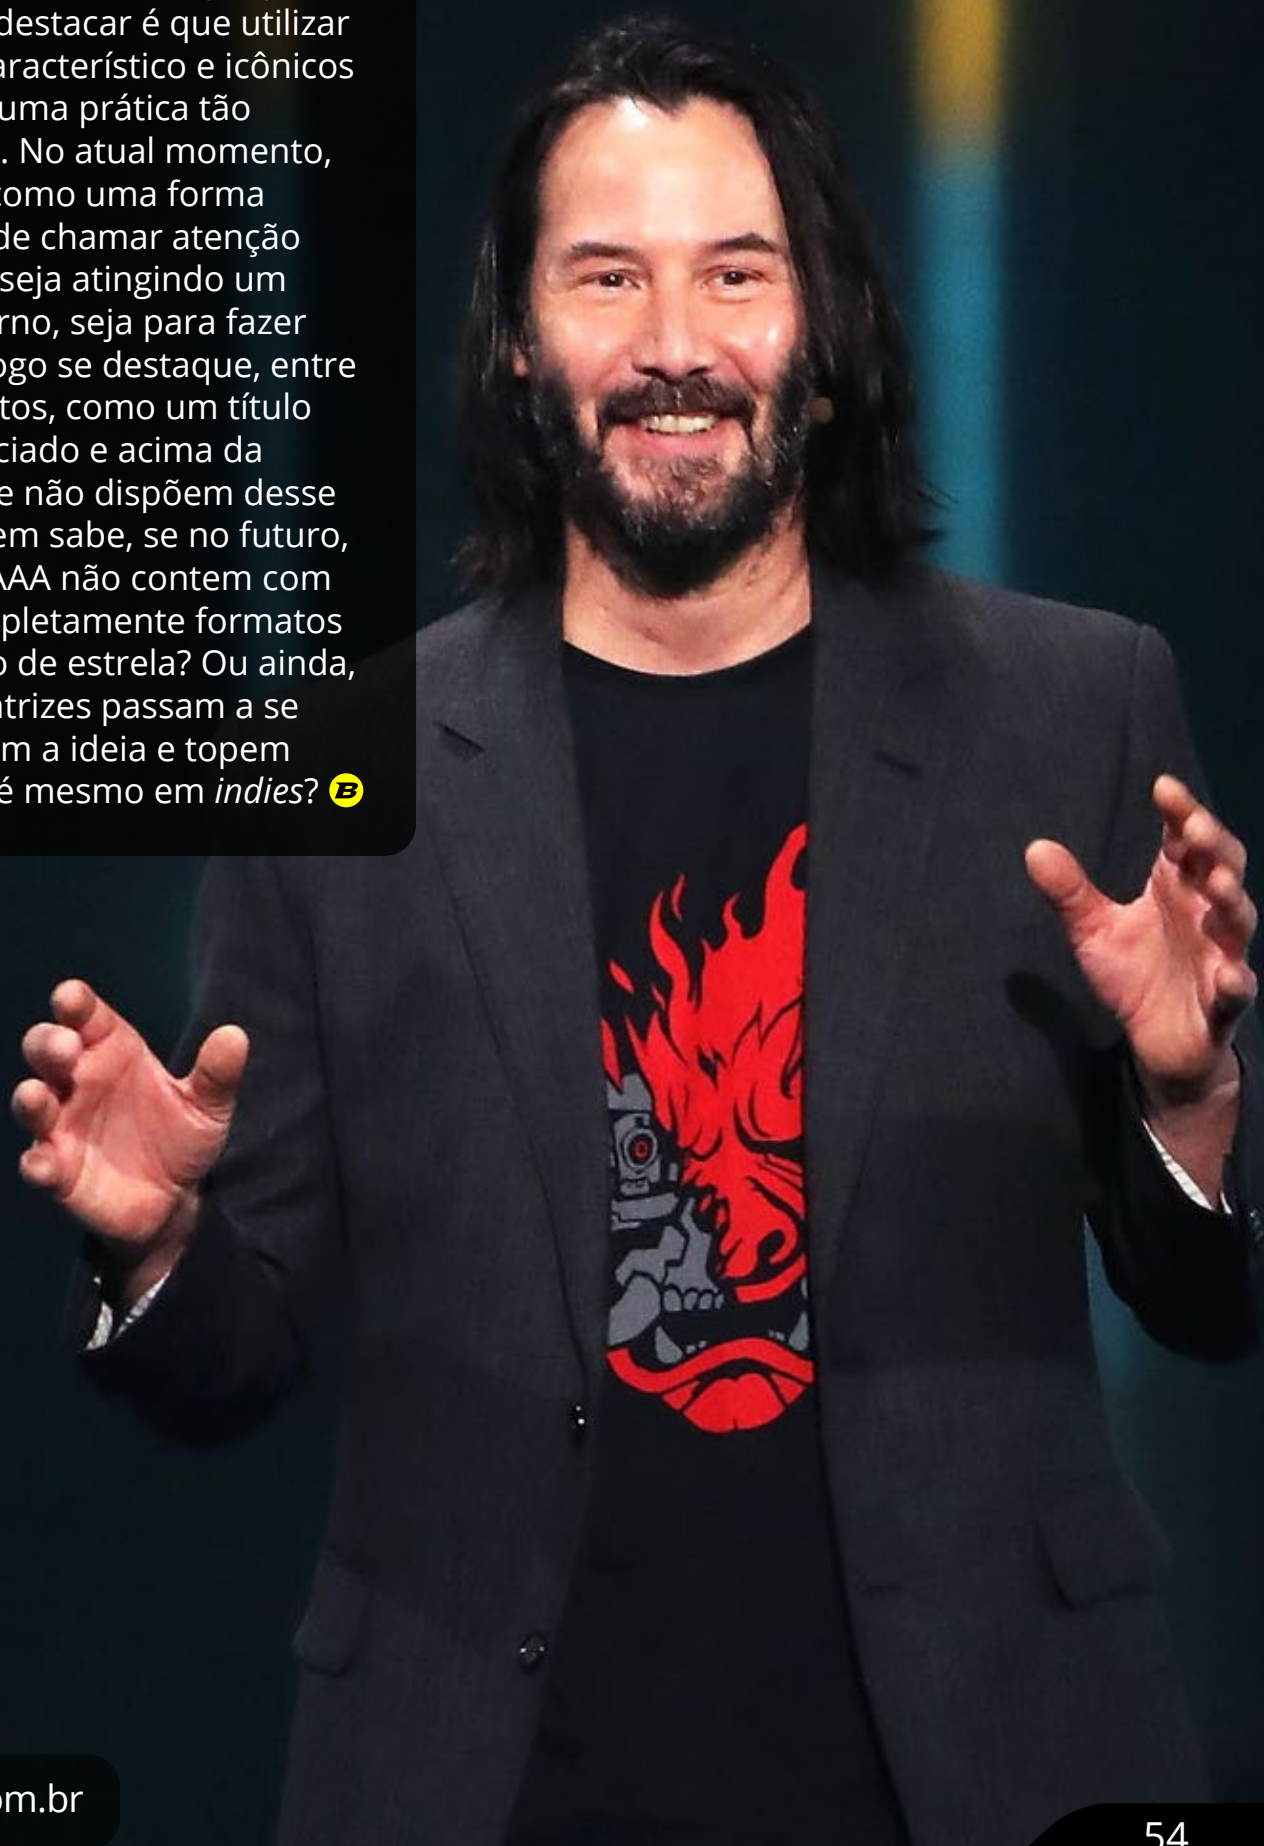 destacar é que utilizar
aracterístico e icônicos
uma prática tão
. No atual momento,
como uma forma
de chamar atenção
seja atingindo um
rno, seja para fazer
ogo se destaque, entre
tos, como um título
ciado e acima da
e não dispõem desse
em sabe, se no futuro,
AAA não contem com
pletamente formatos
o de estrela? Ou ainda,
atrizes passam a se
m a ideia e topem
é mesmo em indies? B
om.br
54